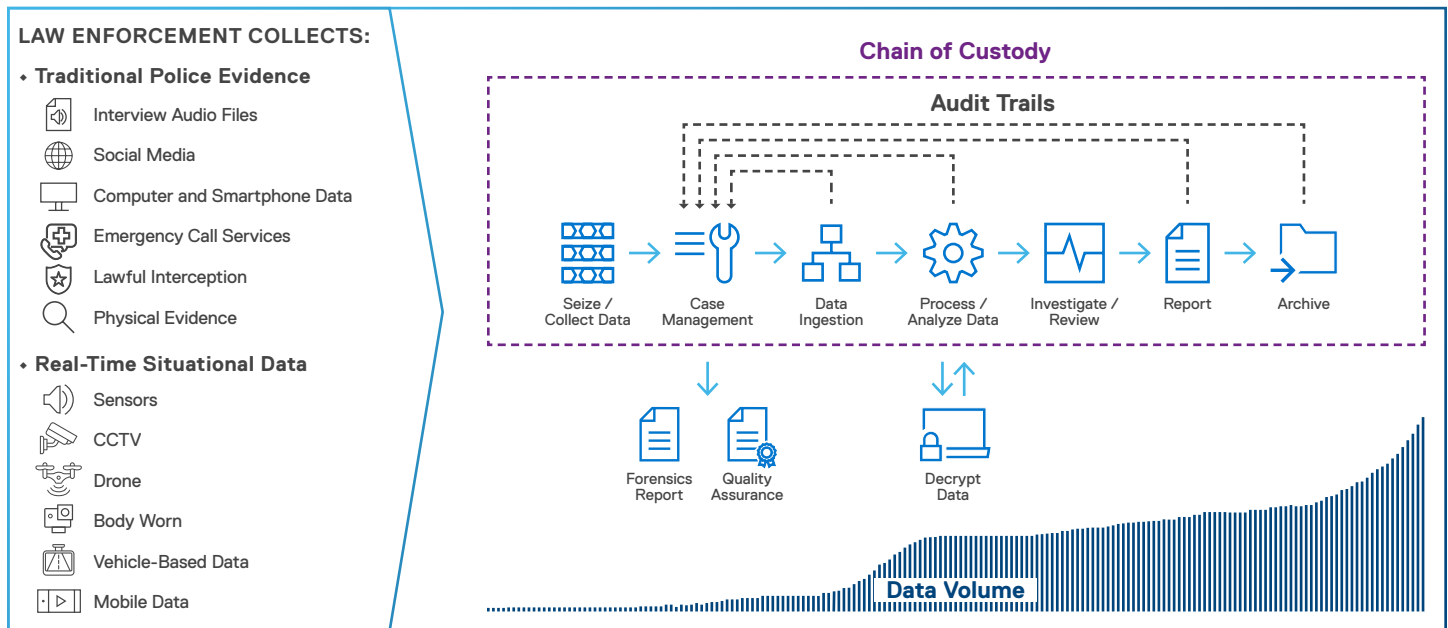 LAW ENFORCEMENT COLLECTS:
Traditional Police Evidence
Interview Audio Files
Social Media
Computer and Smartphone Data
Emergency Call Services
Lawful Interception
Physical Evidence
Real-Time Situational Data
Sensors
CCTV
Drone
Body Worn
Vehicle-Based Data
Mobile Data
Chain of Custody
Audit Trails
Seize /
Collect Data
Case
Management
Data
Ingestion
Process /
Analyze Data
Investigate /
Review
Report
Archive
Forensics
Report
Quality
Assurance
Decrypt
Data
Data Volume